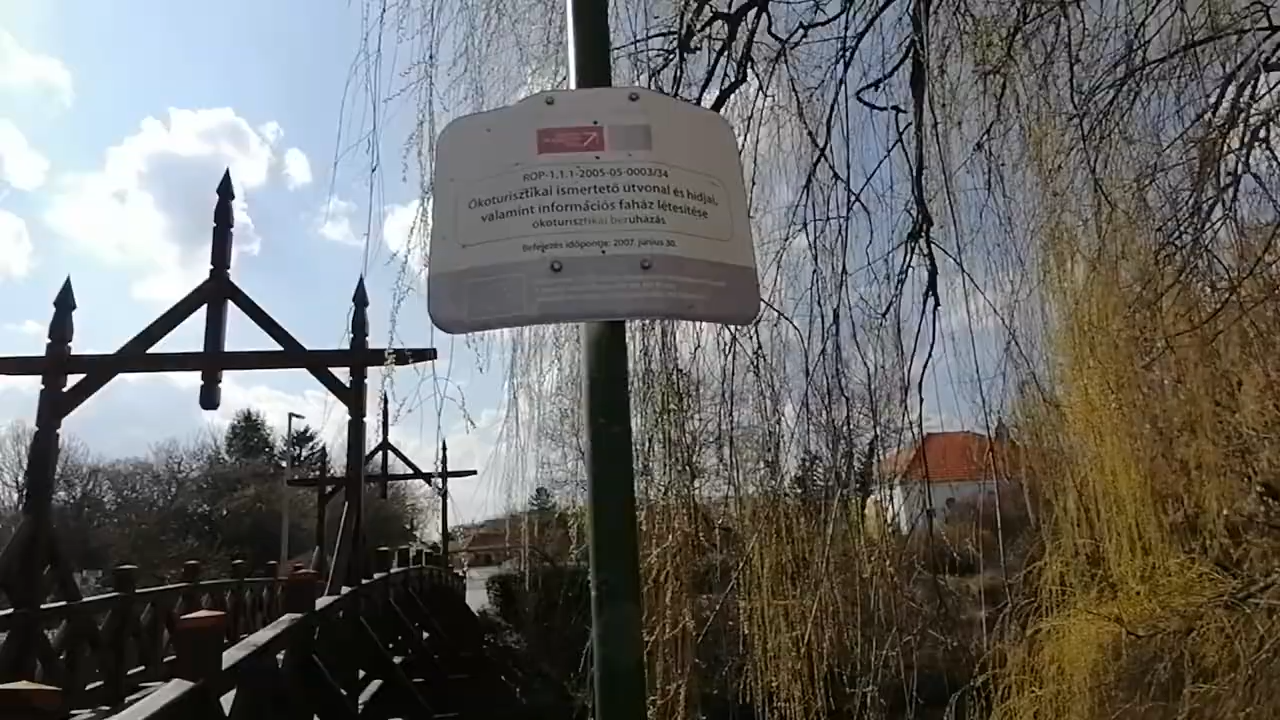 ROP-1.1.1-2005-05-0003/34
Ökoturisztikai ismertető útvonal és hídjai,
valamint információs faház létesítése
ökoturisztikai beruházás
Befejezés időpontja: 2007. június 30.